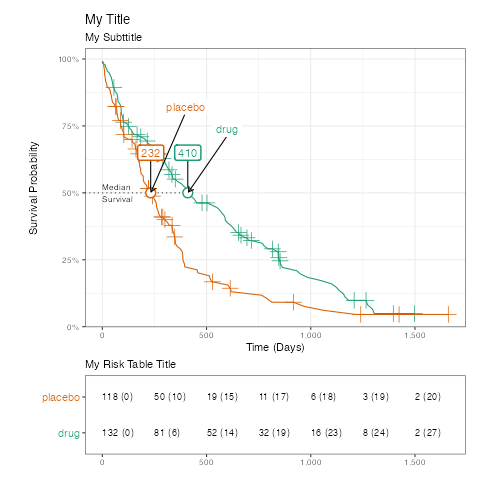 My Title
My Subttitle
100%
75%
50%
25%
0%
Survival Probability
placebo
drug
232
410
Median
Survival
0
500
1,000
1,500
Time (Days)
My Risk Table Title
placebo 118 (0) 50 (10) 19 (15) 11 (17) 6 (18) 3 (19) 2 (20)
drug 132 (0) 81 (6) 52 (14) 32 (19) 16 (23) 8 (24) 2 (27)
0 500 1,000 1,500